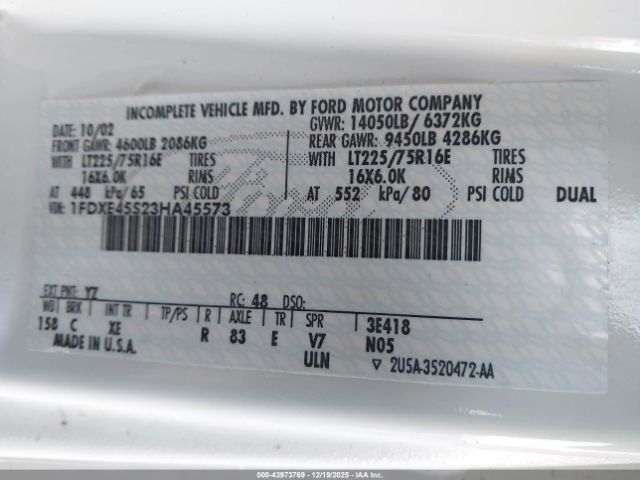 INCOMPLETE VEHICLE MFD. BY FORD MOTOR COMPANY
DATE: 10/02 GVWR: 14050LB/ 6372KG
FRONT GAWR: 4600LB 2086KG REAR GAWR: 9450LB 4286KG
WITH LT225/75R16E TIRES WITH LT225/75R16E TIRES
16X6.0K RIMS 16X6.0K RIMS
AT 448 kPa/65 PSI COLD AT 552 kPa/80 PSI COLD DUAL
VIN: 1FDXE45S23HA45573
EXT PNT: YZ RC: 48 DSO:
WB BRK INT TR TP/PS R AXLE TR SPR 3E418
158 C XE R 83 E V7 N05
MADE IN U.S.A. ULN 2U5A-3520472-AA
00-43973769 - 12/19/2025 - IAA Inc.